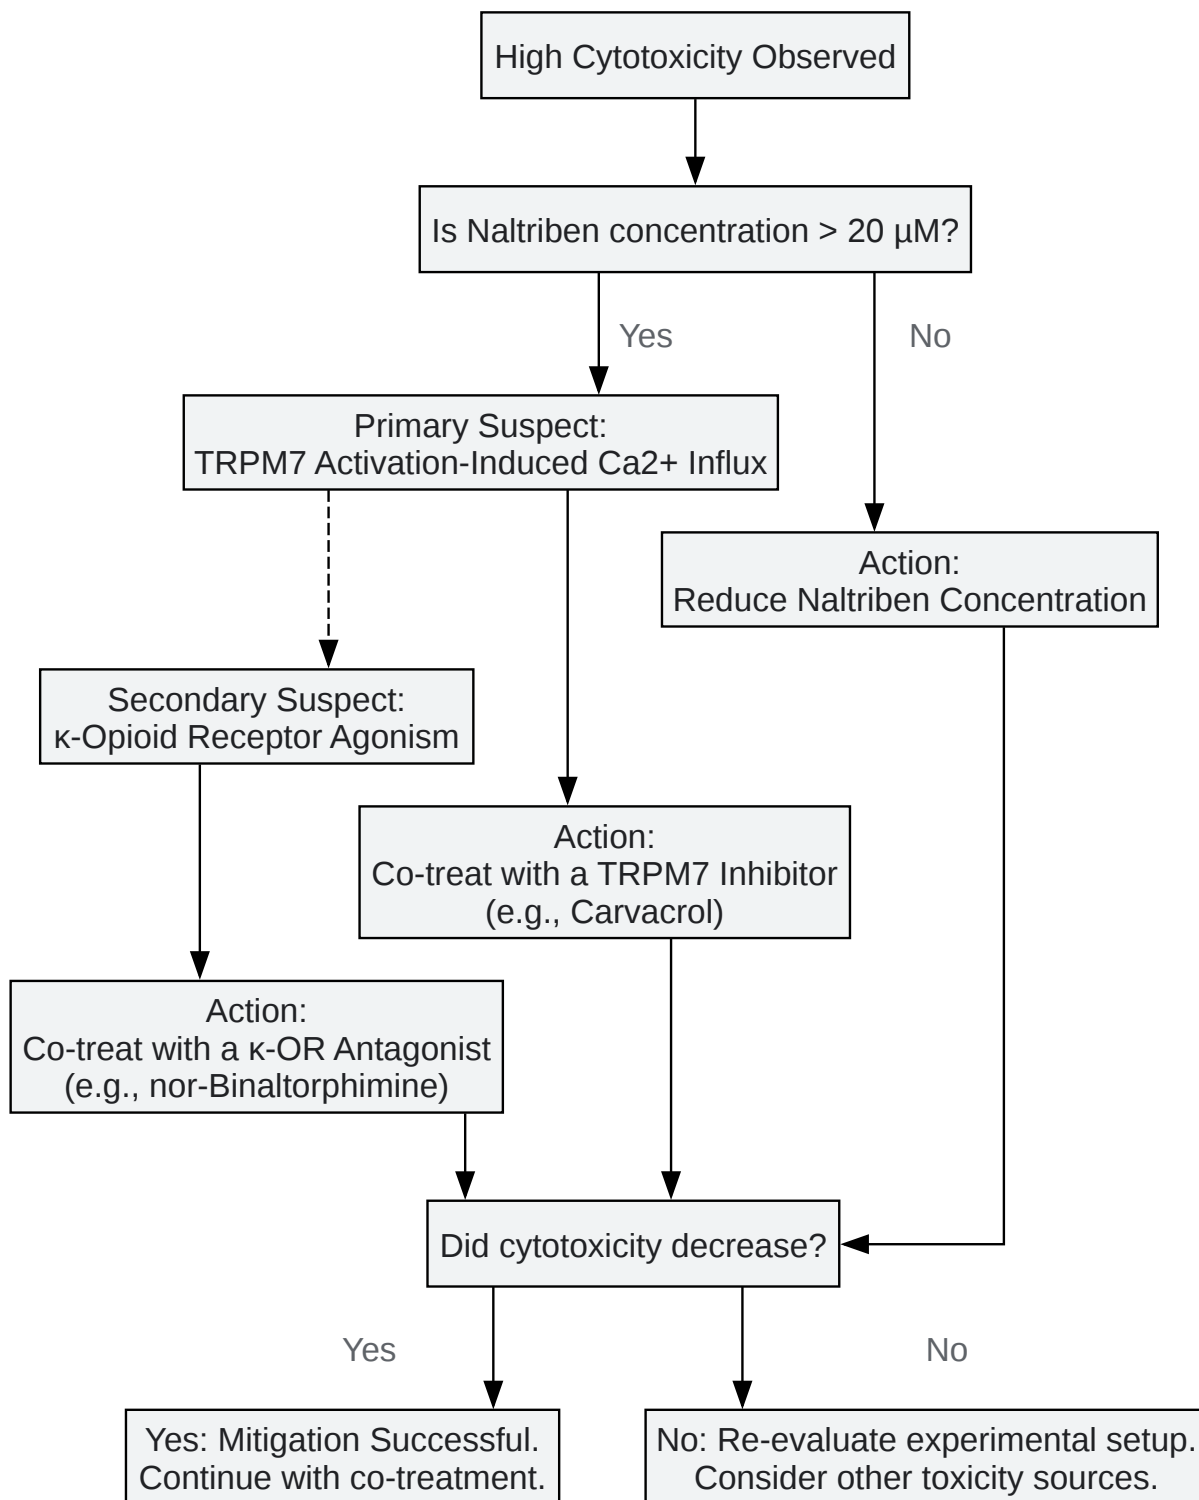 High Cytotoxicity Observed
Is Naltriben concentration > 20 µM?
Yes
No
Primary Suspect:
TRPM7 Activation-Induced Ca2+ Influx
Action:
Reduce Naltriben Concentration
Secondary Suspect:
κ-Opioid Receptor Agonism
Action:
Co-treat with a TRPM7 Inhibitor
(e.g., Carvacrol)
Action:
Co-treat with a κ-OR Antagonist
(e.g., nor-Binaltorphimine)
Did cytotoxicity decrease?
Yes
No
Yes: Mitigation Successful.
Continue with co-treatment.
No: Re-evaluate experimental setup.
Consider other toxicity sources.